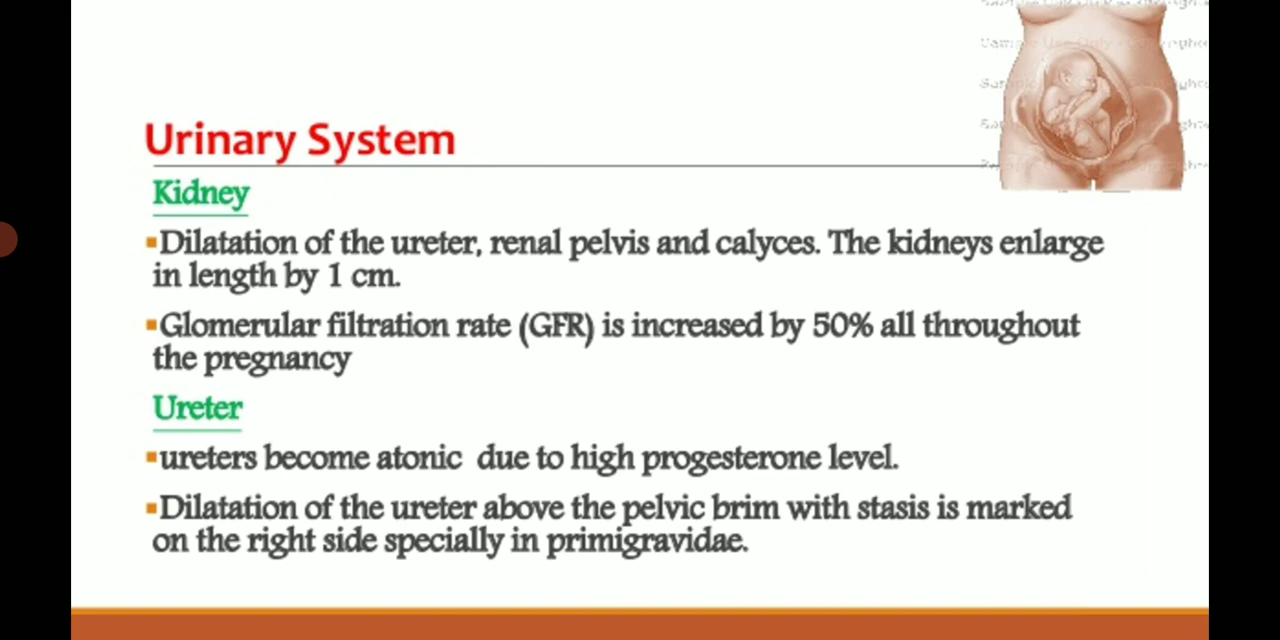 Urinary System
Kidney
▪Dilatation of the ureter, renal pelvis and calyces. The kidneys enlarge
in length by 1 cm.
▪Glomerular filtration rate (GFR) is increased by 50% all throughout
the pregnancy
Ureter
▪ureters become atonic due to high progesterone level.
▪Dilatation of the ureter above the pelvic brim with stasis is marked
on the right side specially in primigravidae.